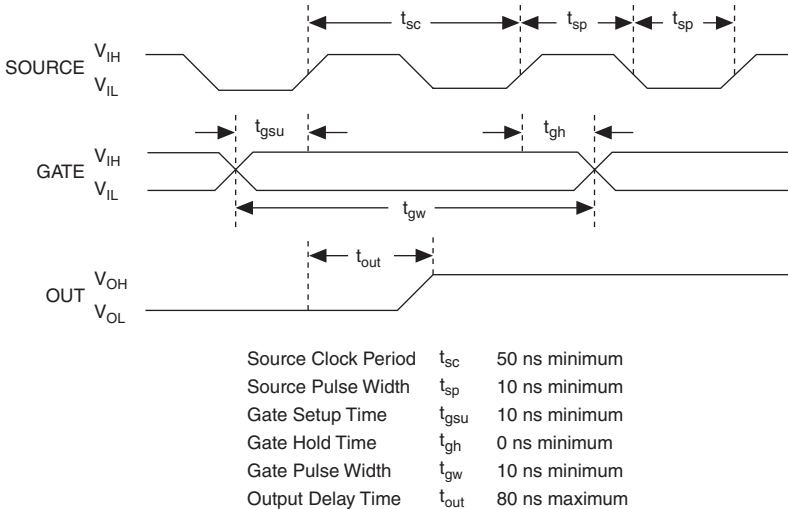 t_sc t_sp t_sp
V_IH
SOURCE
V_IL
t_gsu t_gh
V_IH
GATE
V_IL
t_gw
t_out
V_OH
OUT
V_OL
Source Clock Period t_sc 50 ns minimum
Source Pulse Width t_sp 10 ns minimum
Gate Setup Time t_gsu 10 ns minimum
Gate Hold Time t_gh 0 ns minimum
Gate Pulse Width t_gw 10 ns minimum
Output Delay Time t_out 80 ns maximum